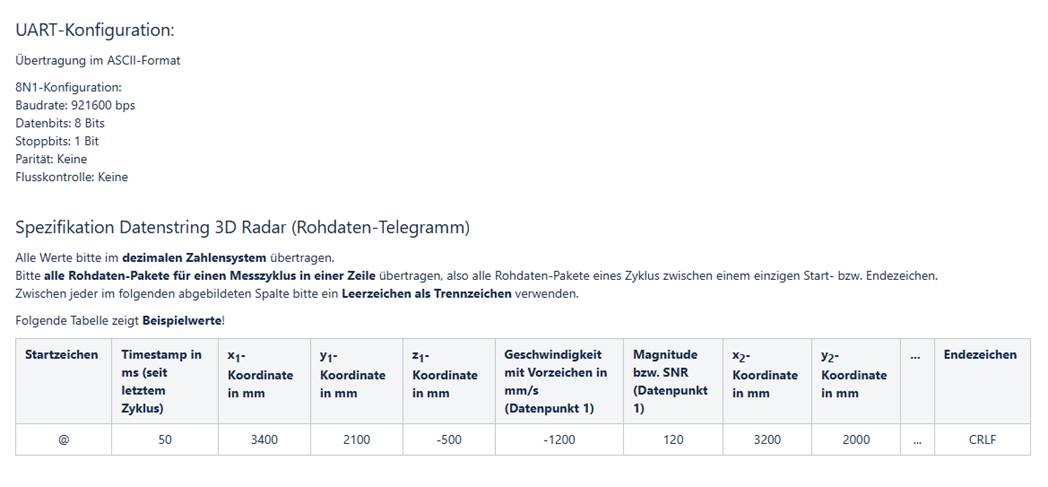 UART-Konfiguration:
Übertragung im ASCII-Format
8N1-Konfiguration:
Baudrate: 921600 bps
Datenbits: 8 Bits
Stoppbits: 1 Bit
Parität: Keine
Flusskontrolle: Keine
Spezifikation Datenstring 3D Radar (Rohdaten-Telegramm)
Alle Werte bitte im dezimalen Zahlensystem übertragen.
Bitte alle Rohdaten-Pakete für einen Messzyklus in einer Zeile übertragen, also alle Rohdaten-Pakete eines Zyklus zwischen einem einzigen Start- bzw. Endezeichen.
Zwischen jeder im folgenden abgebildeten Spalte bitte ein Leerzeichen als Trennzeichen verwenden.
Folgende Tabelle zeigt Beispielwerte!
Startzeichen
Timestamp in
ms (seit
letztem
Zyklus)
x1-
Koordinate
in mm
y1-
Koordinate
in mm
z1-
Koordinate
in mm
Geschwindigkeit
mit Vorzeichen in
mm/s
(Datenpunkt 1)
Magnitude
bzw. SNR
(Datenpunkt
1)
x2-
Koordinate
in mm
y2-
Koordinate
in mm
...
Endezeichen
@ 50 3400 2100 -500 -1200 120 3200 2000 ... CRLF